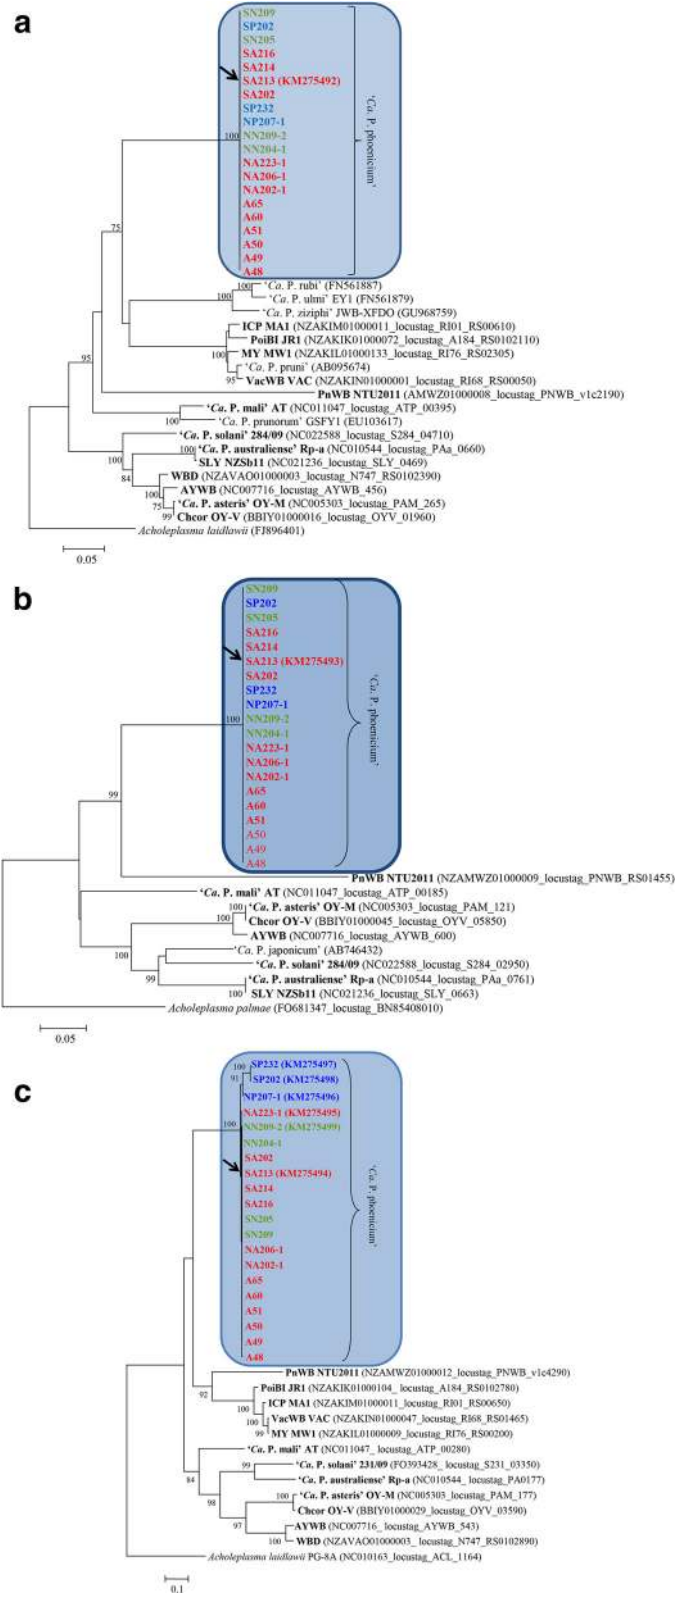 a
SN209
SP202
SN205
SA216
SA214
SA213 (KM275492)
SA202
SP232
NP207-1
NN209-2
NN204-1
NA223-1
NA206-1
NA202-1
A65
A60
A51
A50
A49
A48
'Ca. P. phoenicium'
100
75
100
'Ca. P. rubi' (FN561887)
100
'Ca. P. ulmi' EY1 (FN561879)
'Ca. P. ziziphi' JWB-XFDO (GU968759)
ICP MA1 (NZAKIM01000011_locustag_RI01_RS00610)
PoiBI JR1 (NZAKIK01000072_locustag_A184_RS0102110)
100
MY MW1 (NZAKIL01000133_locustag_RI76_RS02305)
95
'Ca. P. pruni' (AB095674)
95
VacWB VAC (NZAKIN01000001_locustag_RI68_RS00050)
PnWB NTU2011 (AMWZ01000008_locustag_PNWB_v1c2190)
'Ca. P. mali' AT (NC011047_locustag_ATP_00395)
100
'Ca. P. prunorum' GSFY1 (EU103617)
'Ca. P. solani' 284/09 (NC022588_locustag_S284_04710)
100
100
'Ca. P. australiense' Rp-a (NC010544_locustag_PAa_0660)
SLY NZSb11 (NC021236_locustag_SLY_0469)
84
WBD (NZAVAO01000003_locustag_N747_RS0102390)
100
AYWB (NC007716_locustag_AYWB_456)
75
'Ca. P. asteris' OY-M (NC005303_locustag_PAM_265)
99
Chcor OY-V (BBIY01000016_locustag_OYV_01960)
Acholeplasma laidlawii (FJ896401)
0.05
b
SN209
SP202
SN205
SA216
SA214
SA213 (KM275493)
SA202
SP232
NP207-1
NN209-2
NN204-1
NA223-1
NA206-1
NA202-1
A65
A60
A51
A50
A49
A48
'Ca. P. phoenicium'
100
99
PnWB NTU2011 (NZAMWZ01000009_locustag_PNWB_RS01455)
'Ca. P. mali' AT (NC011047_locustag_ATP_00185)
100
'Ca. P. asteris' OY-M (NC005303_locustag_PAM_121)
100
Chcor OY-V (BBIY01000045_locustag_OYV_05850)
AYWB (NC007716_locustag_AYWB_600)
100
'Ca. P. japonicum' (AB746432)
'Ca. P. solani' 284/09 (NC022588_locustag_S284_02950)
99
'Ca. P. australiense' Rp-a (NC010544_locustag_PAa_0761)
100
SLY NZSb11 (NC021236_locustag_SLY_0663)
Acholeplasma palmae (FO681347_locustag_BN85408010)
0.05
c
100
SP232 (KM275497)
91
SP202 (KM275498)
NP207-1 (KM275496)
NA223-1 (KM275495)
100
NN209-2 (KM275499)
NN204-1
SA202
SA213 (KM275494)
SA214
SA216
SN205
SN209
NA206-1
NA202-1
A65
A60
A51
A50
A49
A48
'Ca. P. phoenicium'
PnWB NTU2011 (NZAMWZ01000012_locustag_PNWB_v1c4290)
92
PoiBI JR1 (NZAKIK01000104_ locustag_A184_RS0102780)
100
ICP MA1 (NZAKIM01000011_locustag_RI01_RS00650)
100
VacWB VAC (NZAKIN01000047_locustag_RI68_RS01465)
99
MY MW1 (NZAKIL01000009_locustag_RI76_RS00200)
'Ca. P. mali' AT (NC011047_ locustag_ATP_00280)
84
99
'Ca. P. solani' 231/09 (FO393428_locustag_S231_03350)
'Ca. P. australiense' Rp-a (NC010544_locustag_PA0177)
98
100
'Ca. P. asteris' OY-M (NC005303_locustag_PAM_177)
Chcor OY-V (BBIY01000029_locustag_OYV_03590)
97
AYWB (NC007716_locustag_AYWB_543)
100
WBD (NZAVAO01000003_ locustag_N747_RS0102890)
Acholeplasma laidlawii PG-8A (NC010163_locustag_ACL_1164)
0.1